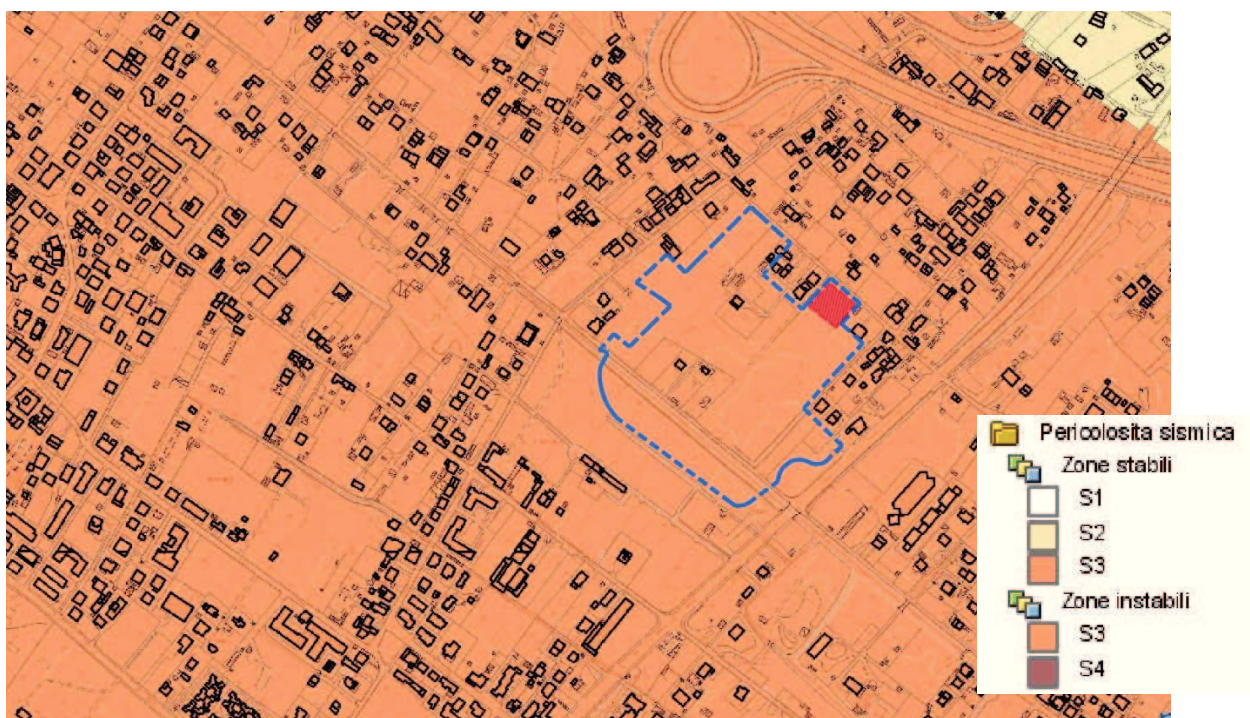 Pericolosita sismica
Zone stabili
S1
S2
S3
Zone instabili
S3
S4